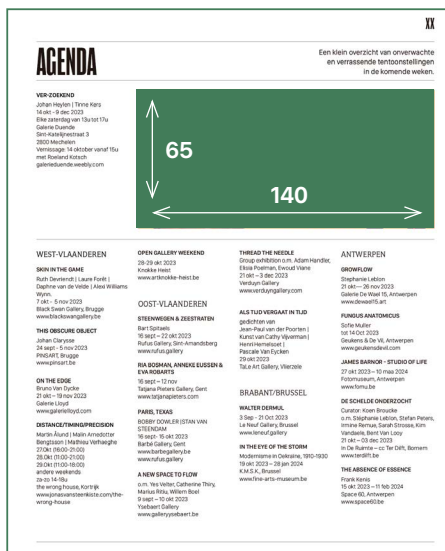 XX
AGENDA
Een klein overzicht van onverwachte
en verrassende tentoonstellingen
in de komende weken.
VER-ZOEKEND
Johan Heylen | Tinne Kers
14 okt - 9 dec 2023
Elke zaterdag van 13u tot 17u
Galerie Duende
Sint-Katelijnestraat 3
2800 Mechelen
Vernissage: 14 oktober vanaf 15u
met Roeland Kotsch
galerieduende.weebly.com
65
140
WEST-VLAANDEREN
SKIN IN THE GAME
Ruth Devriendt | Laure Forêt |
Daphne van de Velde | Alexi Williams
Wynn.
7 okt - 5 nov 2023
Black Swan Gallery, Brugge
www.blackswangallery.be
THIS OBSCURE OBJECT
Johan Clarysse
24 sept - 5 nov 2023
PINSART, Brugge
www.pinsart.be
ON THE EDGE
Bruno Van Dycke
21 okt – 19 nov 2023
Galerie Lloyd
www.galerielloyd.com
DISTANCE/TIMING/PRECISION
Martin Ålund | Malin Arnedotter
Bengtsson | Mathieu Verhaeghe
27.Okt (16:00-21:00)
28.Okt (11:00-21:00)
29.Okt (11:00-18:00)
andere weekends
za-zo 14-18u
the wrong house, Kortrijk
www.jonasvansteenkiste.com/the-
wrong-house
OPEN GALLERY WEEKEND
28-29 okt 2023
Knokke Heist
www.artknokke-heist.be
OOST-VLAANDEREN
STEENWEGEN & ZEESTRATEN
Bart Spitaels
16 sept – 22 okt 2023
Rufus Gallery, Sint-Amandsberg
www.rufus.gallery
RIA BOSMAN, ANNEKE EUSSEN &
EVA ROBARTS
16 sept – 12 nov
Tatjana Pieters Gallery, Gent
www.tatjanapieters.com
PARIS, TEXAS
BOBBY DOWLER |STAN VAN
STEENDAM
16 sept- 15 okt 2023
Barbé Gallery, Gent
www.barbegallery.be
www.rufus.gallery
A NEW SPACE TO FLOW
o.m. Yes Velter, Catherine Thiry,
Marius Ritiu, Willem Boel
9 sept - 10 okt 2023
Ysebaert Gallery
www.galleryysebaert.be
THREAD THE NEEDLE
Group exhibition o.m. Adam Handler,
Elisia Poelman, Ewoud Viane
21 okt – 3 dec 2023
Verduyn Gallery
www.verduyngallery.com
ALS TIJD VERGAAT IN TIJD
gedichten van
Jean-Paul van der Poorten |
Kunst van Cathy Vijverman |
Henri Hemelsoet |
Pascale Van Eycken
29 okt 2023
TaLe Art Gallery, Vlierzele
BRABANT/BRUSSEL
WALTER DERMUL
3 Sep - 21 Oct 2023
Le Neuf Gallery, Brussel
www.leneuf.gallery
IN THE EYE OF THE STORM
Modernisme in Oekraïne, 1910-1930
19 okt 2023 – 28 jan 2024
K.M.S.K., Brussel
www.fine-arts-museum.be
ANTWERPEN
GROWFLOW
Stephanie Leblon
21 okt — 26 nov 2023
Galerie De Wael 15, Antwerpen
www.dewael15.art
FUNGUS ANATOMICUS
Sofie Muller
tot 14 Oct 2023
Geukens & De Vil, Antwerpen
www.geukensdevil.com
JAMES BARNOR - STUDIO OF LIFE
27 okt 2023 – 10 maa 2024
Fotomuseum, Antwerpen
www.fomu.be
DE SCHELDE ONDERZOCHT
Curator: Koen Broucke
o.m. Stéphanie Leblon, Stefan Peters,
Irmine Remue, Sarah Strosse, Kim
Vandaele, Bent Van Looy
21 okt – 03 dec 2023
In De Ruimte – cc Ter Dilft, Bornem
www.terdilft.be
THE ABSENCE OF ESSENCE
Frank Kenis
15 okt 2023 – 11 feb 2024
Space 60, Antwerpen
www.space60.be